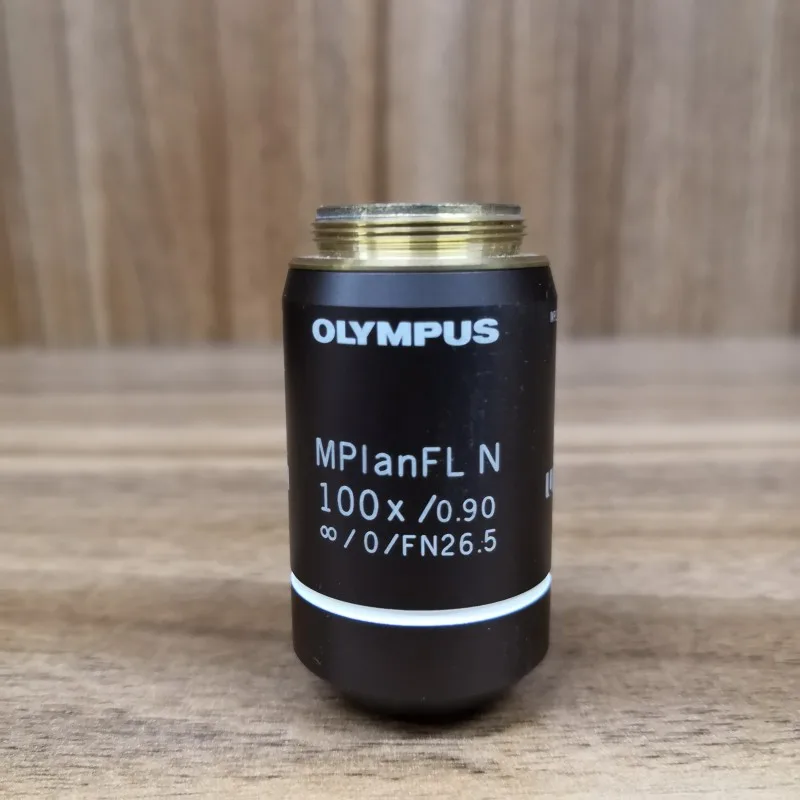 OLYMPUS
MPlanFL N
100x /0.90
∞/0/FN26.5